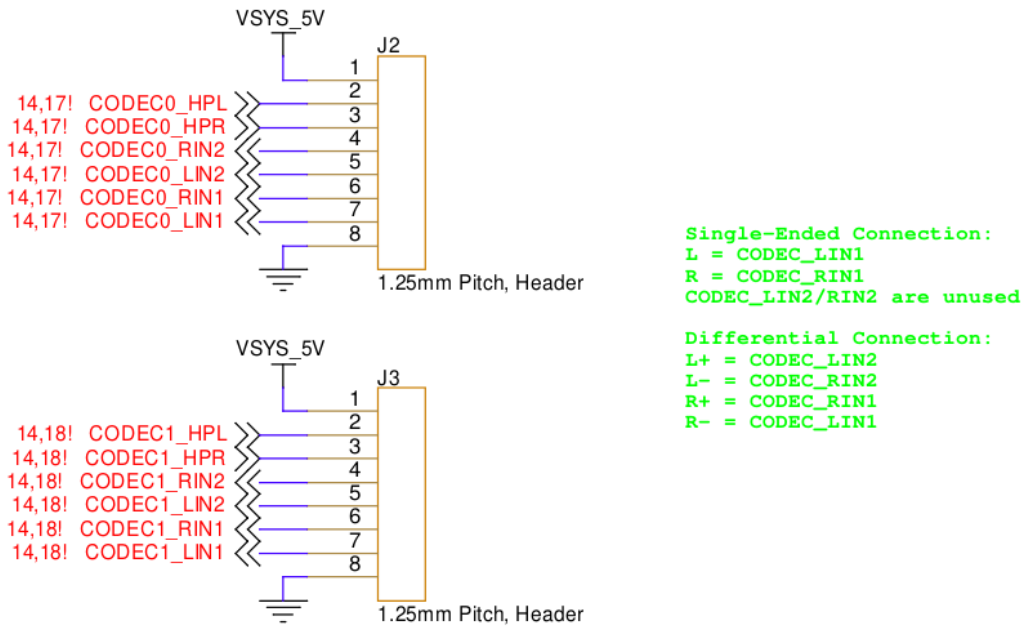 VSYS_5V
J2
1
14,17! CODEC0_HPL 2
14,17! CODEC0_HPR 3
14,17! CODEC0_RIN2 4
14,17! CODEC0_LIN2 5
14,17! CODEC0_RIN1 6
14,17! CODEC0_LIN1 7
8
1.25mm Pitch, Header
Single-Ended Connection:
L = CODEC_LIN1
R = CODEC_RIN1
CODEC_LIN2/RIN2 are unused
Differential Connection:
L+ = CODEC_LIN2
L- = CODEC_RIN2
R+ = CODEC_RIN1
R- = CODEC_LIN1
VSYS_5V
J3
1
14,18! CODEC1_HPL 2
14,18! CODEC1_HPR 3
14,18! CODEC1_RIN2 4
14,18! CODEC1_LIN2 5
14,18! CODEC1_RIN1 6
14,18! CODEC1_LIN1 7
8
1.25mm Pitch, Header